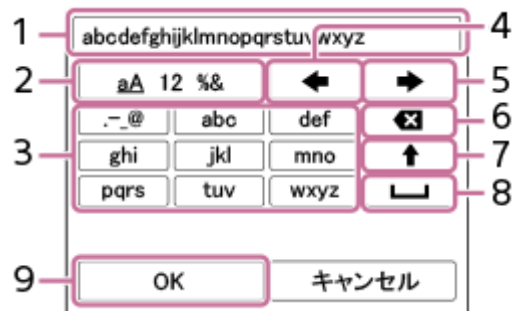 1 abcdefghijklmnopqrstuvwxyz 4
2 aA 12 %& 5
.-_@ abc def 6
3 ghi jkl mno 7
pqrs tuv wxyz 8
9 OK キャンセル